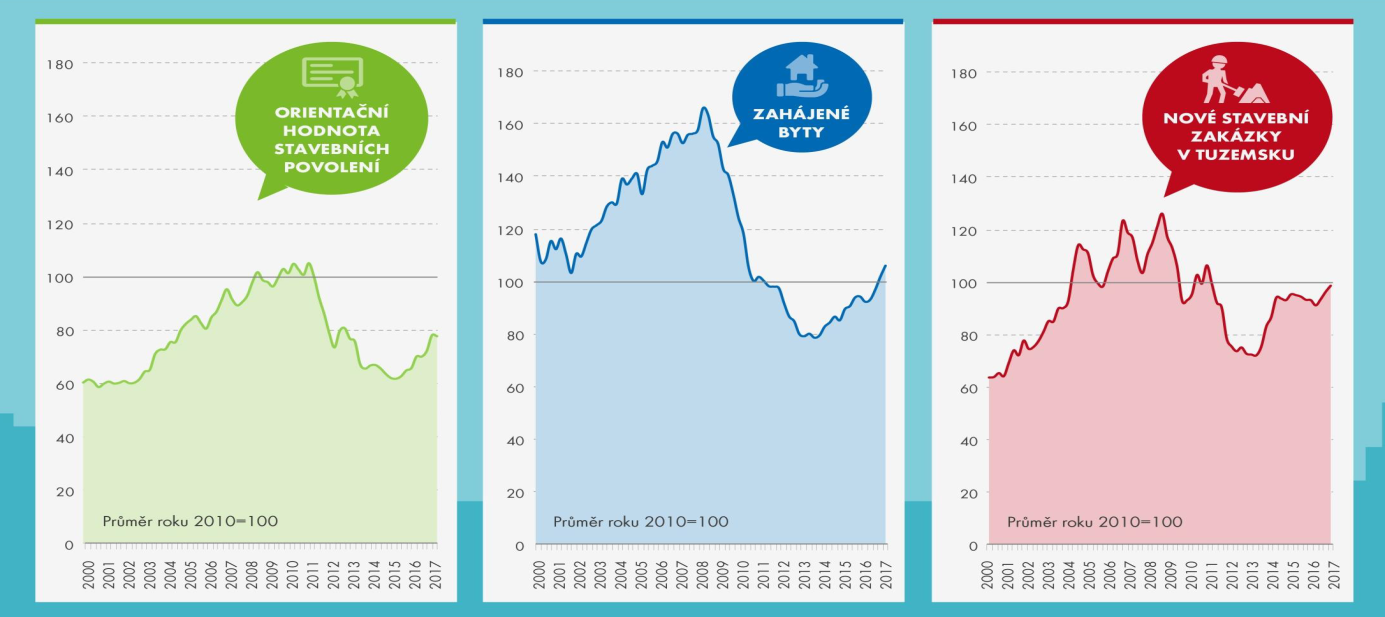 180
160
140
120
100
80
60
40
20
0
ORIENTAČNÍ
HODNOTA
STAVEBNÍCH
POVOLENÍ
Průměr roku 2010=100
2000 2001 2002 2003 2004 2005 2006 2007 2008 2009 2010 2011 2012 2013 2014 2015 2016 2017
180
160
140
120
100
80
60
40
20
0
ZAHÁJENÉ
BYTY
Průměr roku 2010=100
2000 2001 2002 2003 2004 2005 2006 2007 2008 2009 2010 2011 2012 2013 2014 2015 2016 2017
180
160
140
120
100
80
60
40
20
0
NOVÉ STAVEBNÍ
ZAKÁZKY
V TUZEMSKU
Průměr roku 2010=100
2000 2001 2002 2003 2004 2005 2006 2007 2008 2009 2010 2011 2012 2013 2014 2015 2016 2017